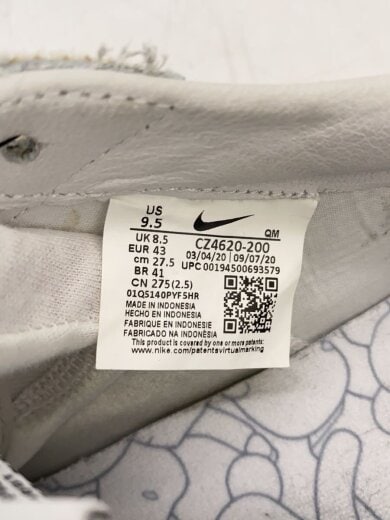 US
9.5
QM
UK 8.5
CZ4620-200
EUR 43
03/04/20 09/07/20
cm 27.5
UPC 00194500693579
BR 41
CN 275(2.5)
01QS140PYF5HR
MADE IN INDONESIA
HECHO EN INDONESIA
FABRIQUE EN INDONESIE
FABRICADO NA INDONÉSIA
This product is covered by one or more patents:
www.nike.com/patentsvirtualmarking